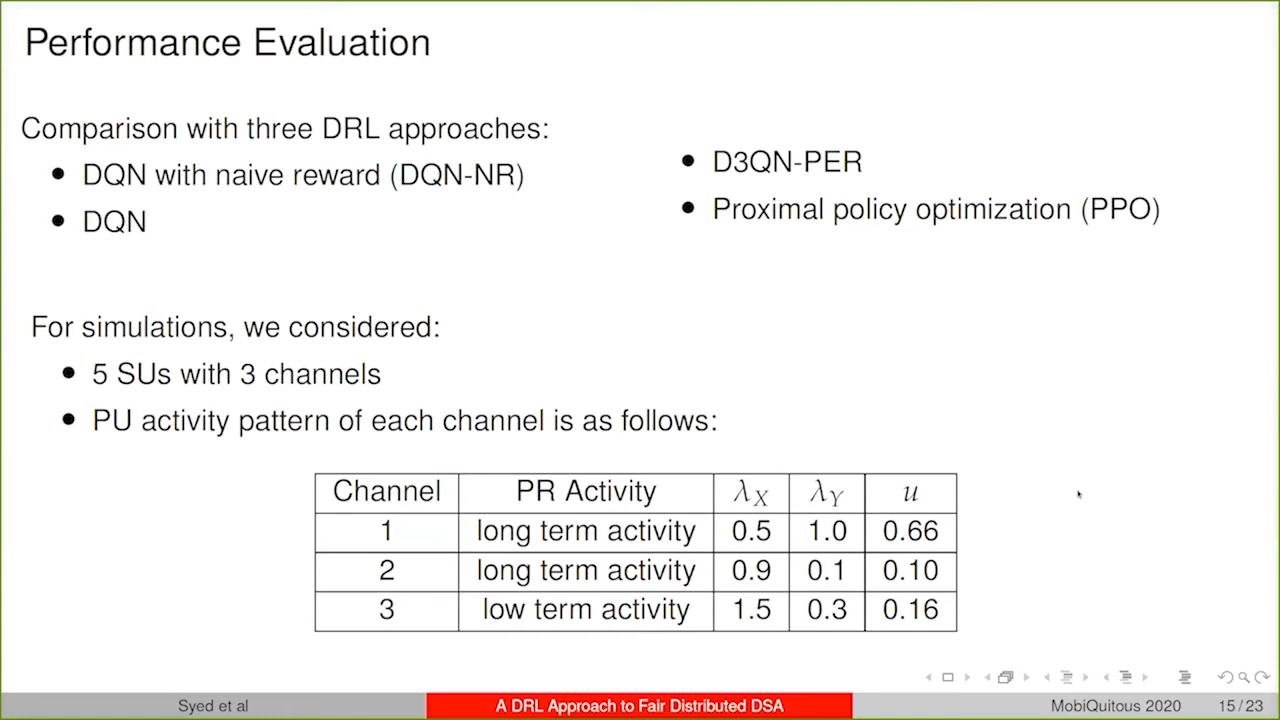 Performance Evaluation
Comparison with three DRL approaches:
• DQN with naive reward (DQN-NR)
• DQN
• D3QN-PER
• Proximal policy optimization (PPO)
For simulations, we considered:
• 5 SUs with 3 channels
• PU activity pattern of each channel is as follows:
Channel PR Activity λX λY u
1 long term activity 0.5 1.0 0.66
2 long term activity 0.9 0.1 0.10
3 low term activity 1.5 0.3 0.16
Syed et al A DRL Approach to Fair Distributed DSA MobiQuitous 2020 15 / 23